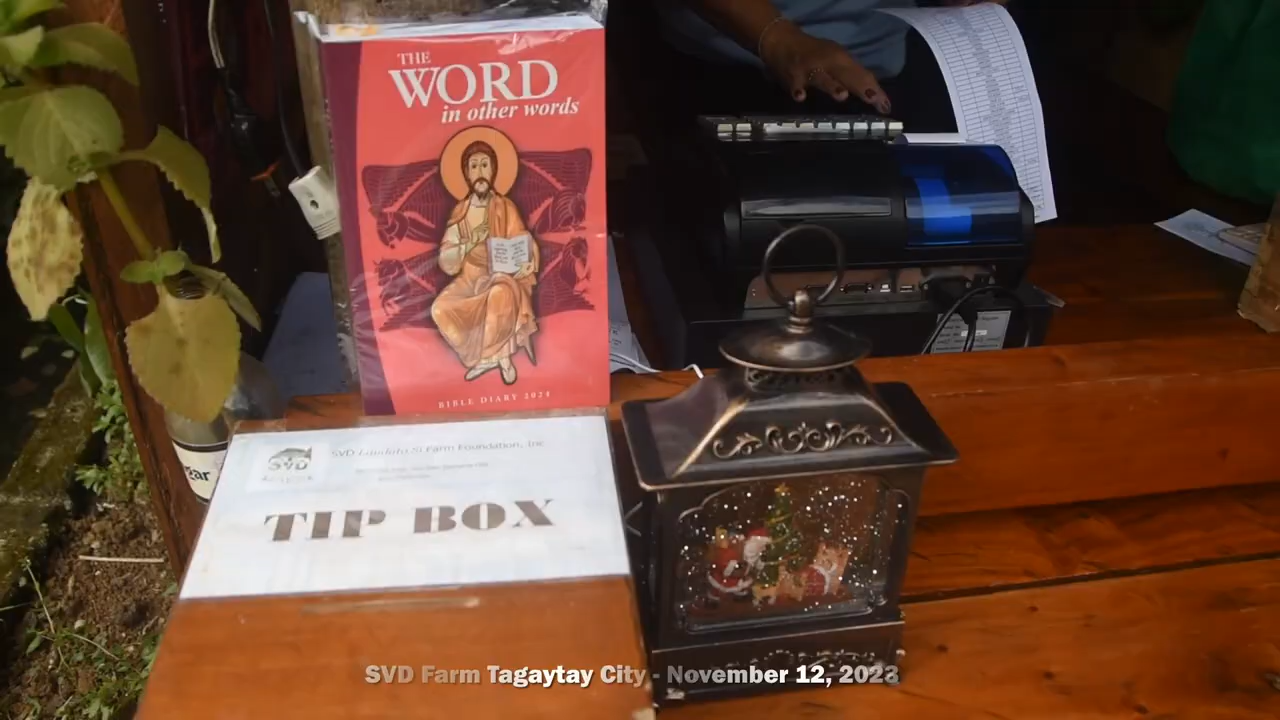 THE
WORD
in other words
BIBLE DIARY 2024
SVD Laudato Si Farm Foundation, Inc.
SVD
TIP BOX
gar
SVD Farm Tagaytay City - November 12, 2023